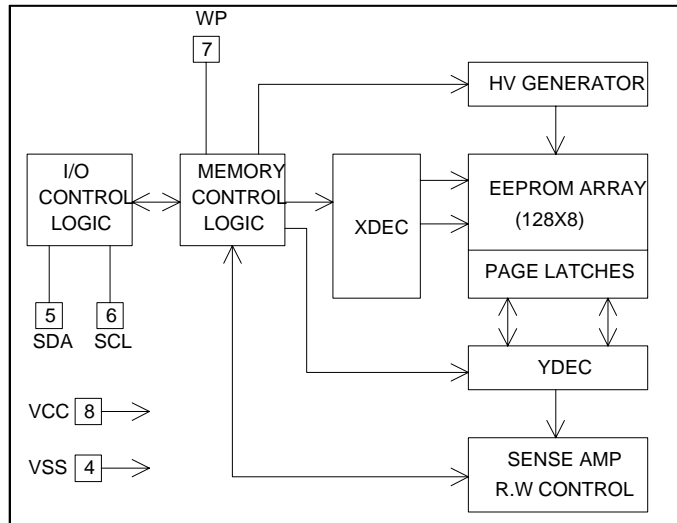 WP
7
HV GENERATOR
I/O
CONTROL
LOGIC
MEMORY
CONTROL
LOGIC
XDEC
EEPROM ARRAY
(128X8)
PAGE LATCHES
5
SDA
6
SCL
YDEC
VCC 8
VSS 4
SENSE AMP
R.W CONTROL